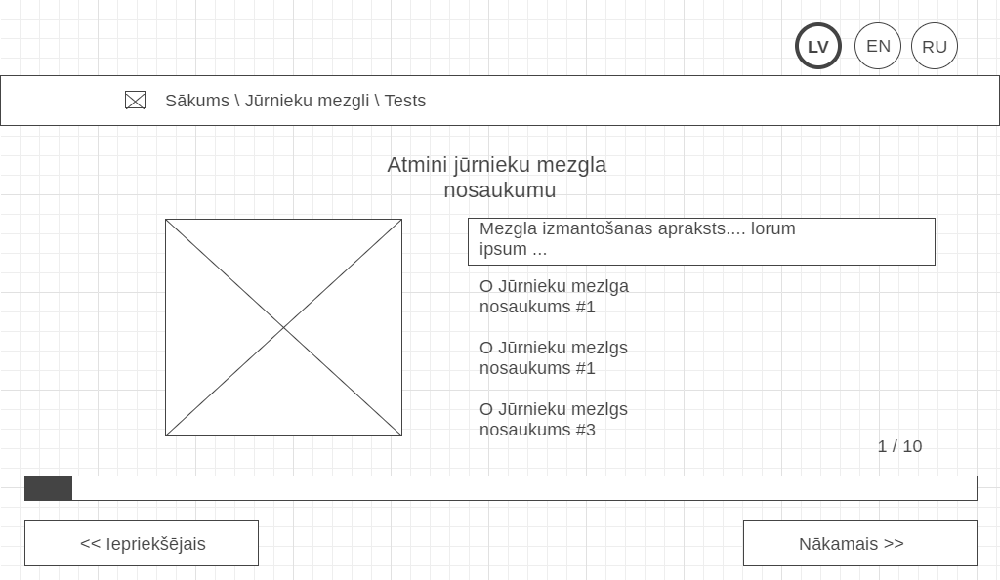 LV EN RU
Sākums \ Jūrnieku mezgli \ Tests
Atmini jūrnieku mezgla
nosaukumu
Mezgla izmantošanas apraksts.... lorum
ipsum ...
O Jūrnieku mezlga
nosaukums #1
O Jūrnieku mezlgs
nosaukums #1
O Jūrnieku mezlgs
nosaukums #3
1 / 10
<< Iepriekšējais
Nākamais >>